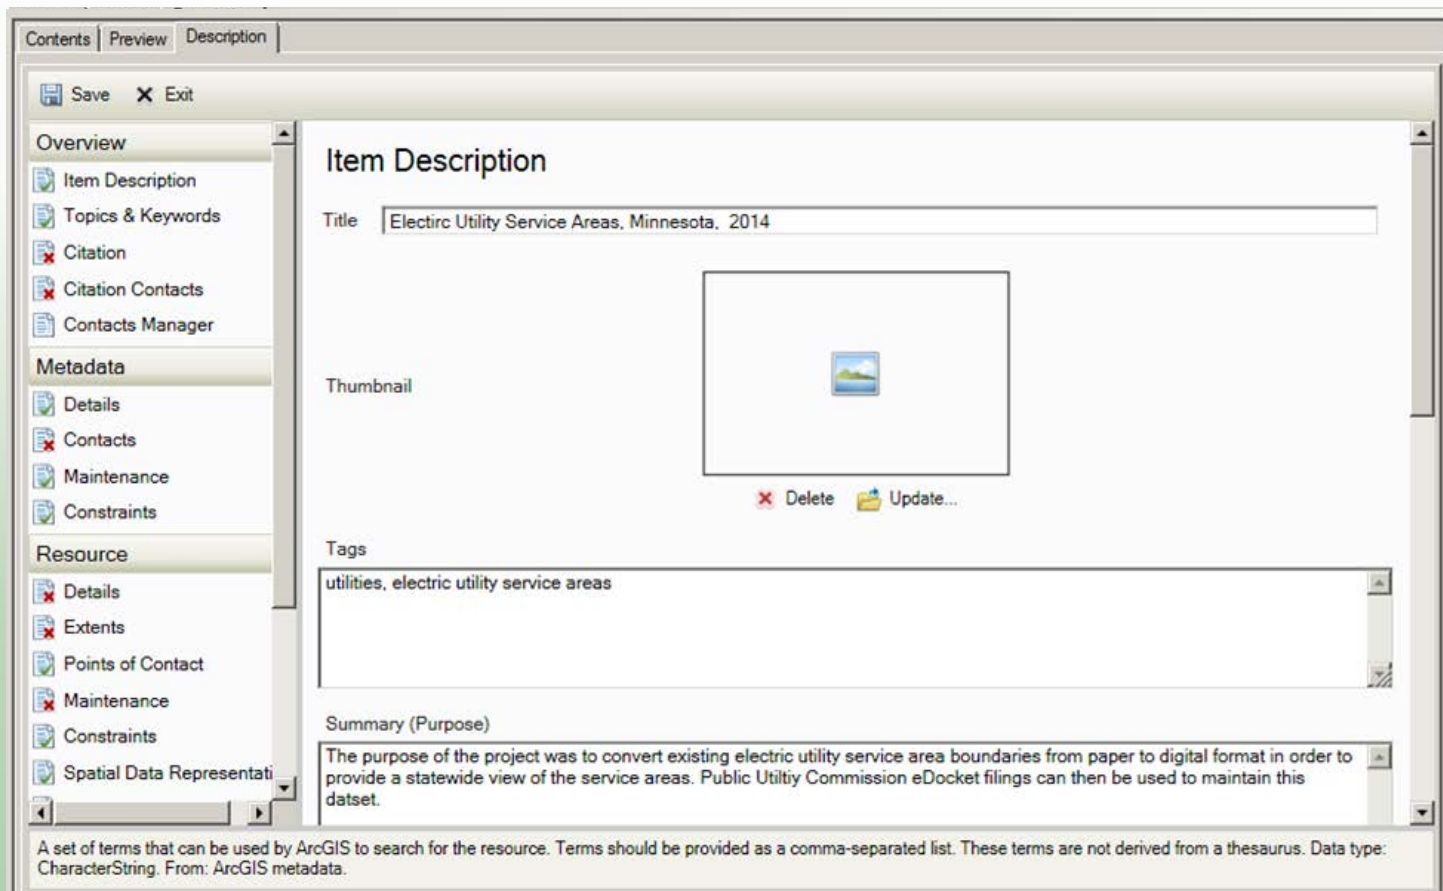 Contents Preview Description
Save Exit
Overview
Item Description
Topics & Keywords
Citation
Citation Contacts
Contacts Manager
Metadata
Details
Contacts
Maintenance
Constraints
Resource
Details
Extents
Points of Contact
Maintenance
Constraints
Spatial Data Representati
Item Description
Title Electirc Utility Service Areas, Minnesota, 2014
Thumbnail
Delete Update...
Tags
utilities, electric utility service areas
Summary (Purpose)
The purpose of the project was to convert existing electric utility service area boundaries from paper to digital format in order to
provide a statewide view of the service areas. Public Utiltiy Commission eDocket filings can then be used to maintain this
datset.
A set of terms that can be used by ArcGIS to search for the resource. Terms should be provided as a comma-separated list. These terms are not derived from a thesaurus. Data type:
CharacterString. From: ArcGIS metadata.